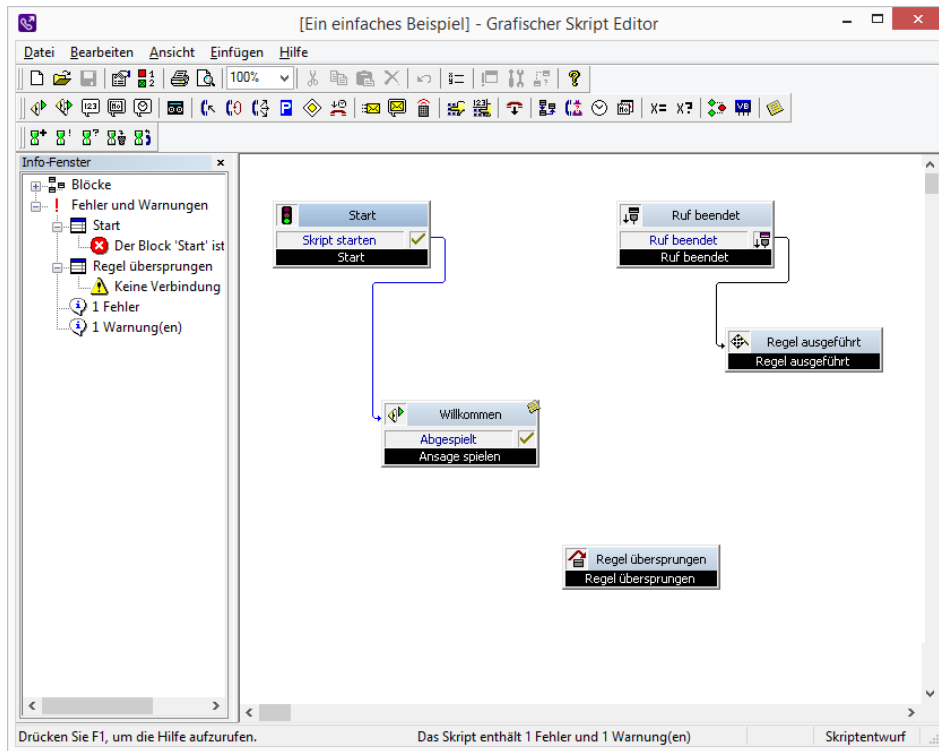 [Ein einfaches Beispiel] - Grafischer Skript Editor
Datei Bearbeiten Ansicht Einfügen Hilfe
100%
Info-Fenster
Blöcke
Fehler und Warnungen
Start
Der Block 'Start' ist
Regel übersprungen
Keine Verbindung
1 Fehler
1 Warnung(en)
Start
Skript starten
Start
Ruf beendet
Ruf beendet
Ruf beendet
Regel ausgeführt
Regel ausgeführt
Willkommen
Abgespielt
Ansage spielen
Regel übersprungen
Regel übersprungen
Drücken Sie F1, um die Hilfe aufzurufen. Das Skript enthält 1 Fehler und 1 Warnung(en) Skriptentwurf